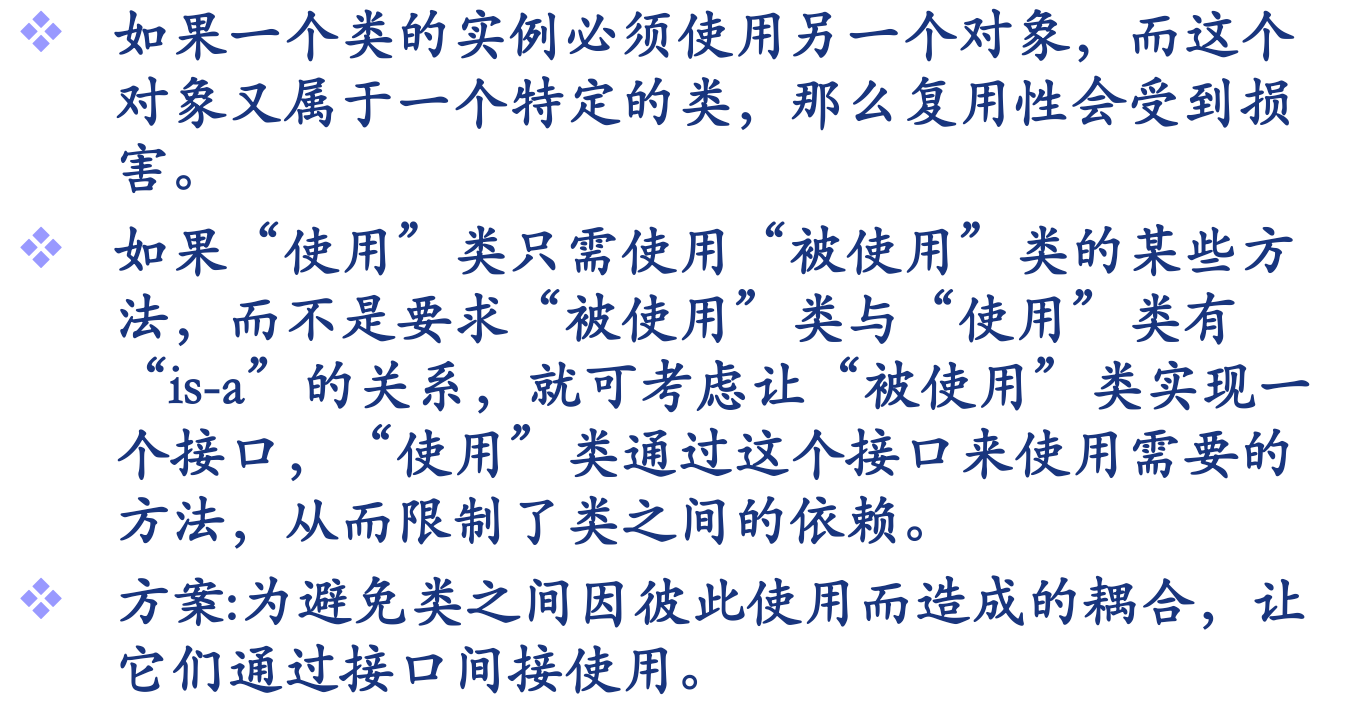 如果一个类的实例必须使用另一个对象，而这个
对象又属于一个特定的类，那么复用性会受到损
害。
如果“使用”类只需使用“被使用”类的某些方
法，而不是要求“被使用”类与“使用”类有
“is-a”的关系，就可考虑让“被使用”类实现一
个接口，“使用”类通过这个接口来使用需要的
方法，从而限制了类之间的依赖。
方案:为避免类之间因彼此使用而造成的耦合，让
它们通过接口间接使用。